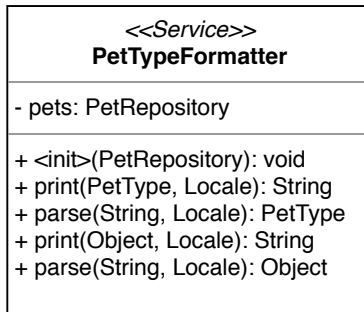 <<Service>>
PetTypeFormatter
- pets: PetRepository
+ <init>(PetRepository): void
+ print(PetType, Locale): String
+ parse(String, Locale): PetType
+ print(Object, Locale): String
+ parse(String, Locale): Object